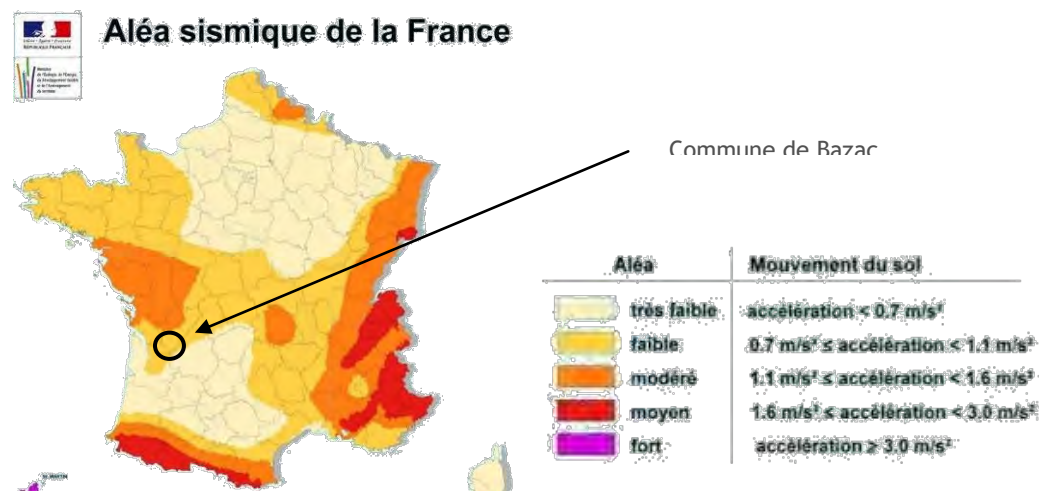 Aléa sismique de la France
Commune de Bazac
Aléa Mouvement du sol
très faible accélération < 0.7 m/s²
faible 0.7 m/s² ≤ accélération < 1.1 m/s²
modéré 1.1 m/s² ≤ accélération < 1.6 m/s²
moyen 1.6 m/s² ≤ accélération < 3.0 m/s²
fort accélération ≥ 3.0 m/s²